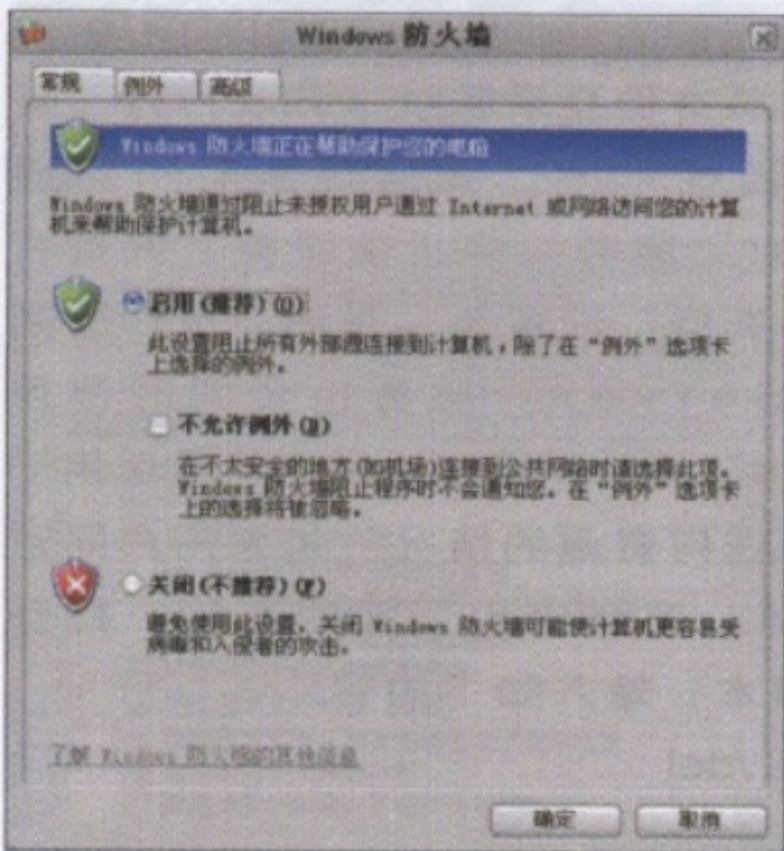 Windows 防火墙
常规 例外 高级
Windows 防火墙正在帮助保护您的电脑
Windows 防火墙通过阻止未授权用户通过 Internet 或网络访问您的计算
机来帮助保护计算机。
启用(推荐)(O)
此设置阻止所有外部源连接到计算机，除了在“例外”选项卡
上选择的例外。
不允许例外(D)
在不太安全的地方(如机场)连接到公共网络时请选择此项。
Windows 防火墙阻止程序时不会通知您。在“例外”选项卡
上的选择将被忽略。
关闭(不推荐)(F)
避免使用此设置。关闭 Windows 防火墙可能使计算机更容易受
病毒和入侵者的攻击。
了解 Windows 防火墙的其他信息
确定 取消